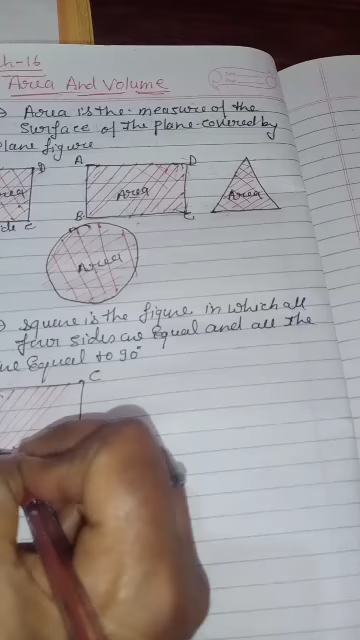 Ch-16
Area And Volume
Area is the measure of the
surface of the plane covered by
plane figure
A D
D
Area
Area
Area
B C
C
Area
square is the figure in which all
four sides are Equal and all the
are Equal to 90°
C